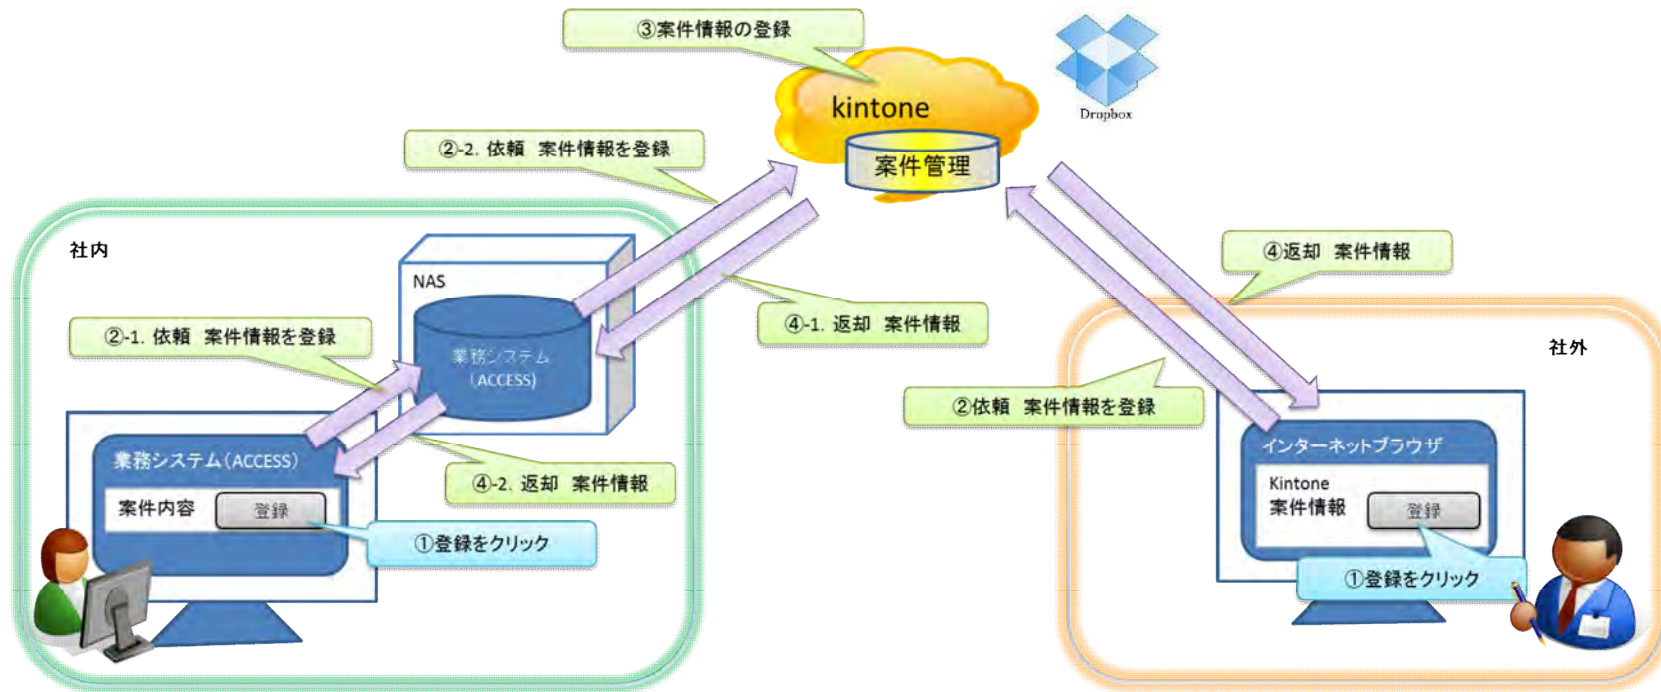 ③案件情報の登録
kintone
案件管理
Dropbox
②-2. 依頼 案件情報を登録
社内
NAS
業務システム
(ACCESS)
②-1. 依頼 案件情報を登録
④-1. 返却 案件情報
④返却 案件情報
社外
②依頼 案件情報を登録
業務システム(ACCESS)
案件内容
登録
④-2. 返却 案件情報
①登録をクリック
インターネットブラウザ
Kintone
案件情報
登録
①登録をクリック